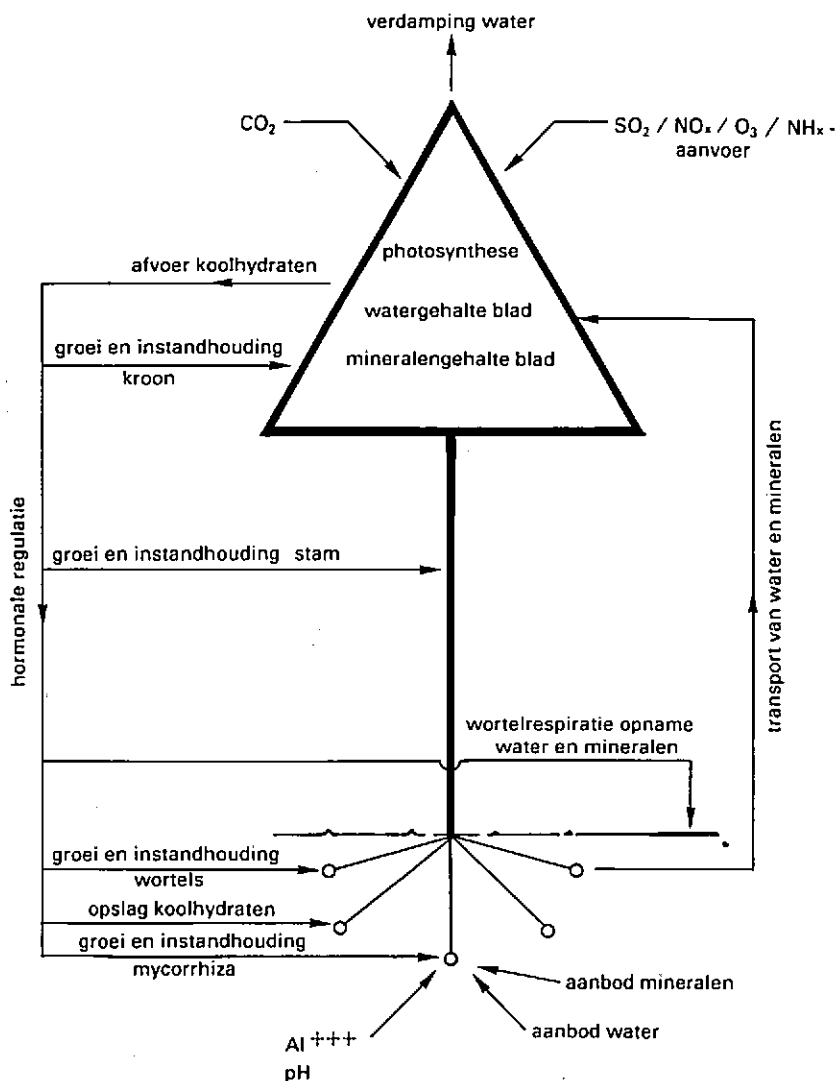 verdamping water
CO₂
SO₂ / NOₓ / O₃ / NHₓ -
aanvoer
photosynthese
afvoer koolhydraten
watergehalte blad
groei en instandhouding
kroon
mineralengehalte blad
hormonale regulatie
transport van water en mineralen
groei en instandhouding stam
wortelrespiratie opname
water en mineralen
groei en instandhouding
wortels
opslag koolhydraten
groei en instandhouding
mycorrhiza
aanbod mineralen
aanbod water
Al +++
pH